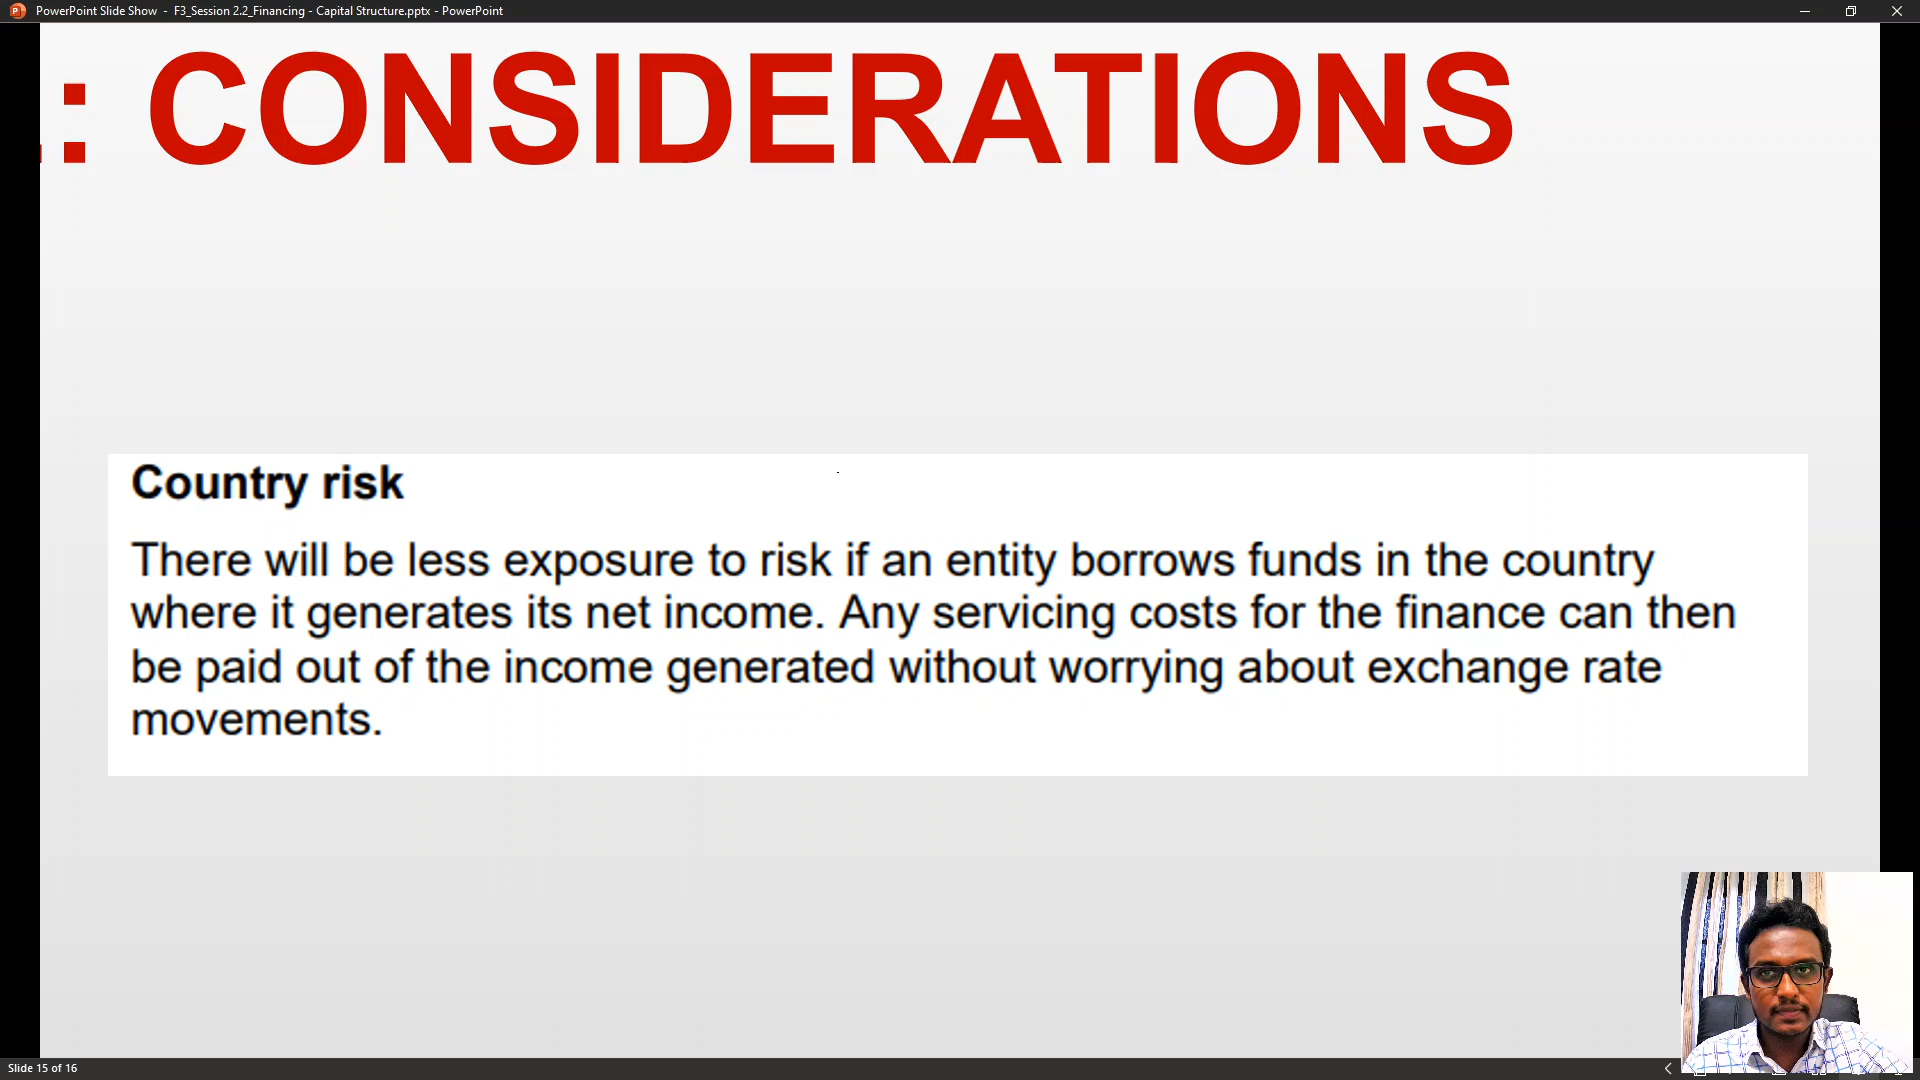 PowerPoint Slide Show - F3_Session 2.2_Financing - Capital Structure.pptx - PowerPoint
: CONSIDERATIONS
Country risk
There will be less exposure to risk if an entity borrows funds in the country
where it generates its net income. Any servicing costs for the finance can then
be paid out of the income generated without worrying about exchange rate
movements.
Slide 15 of 16